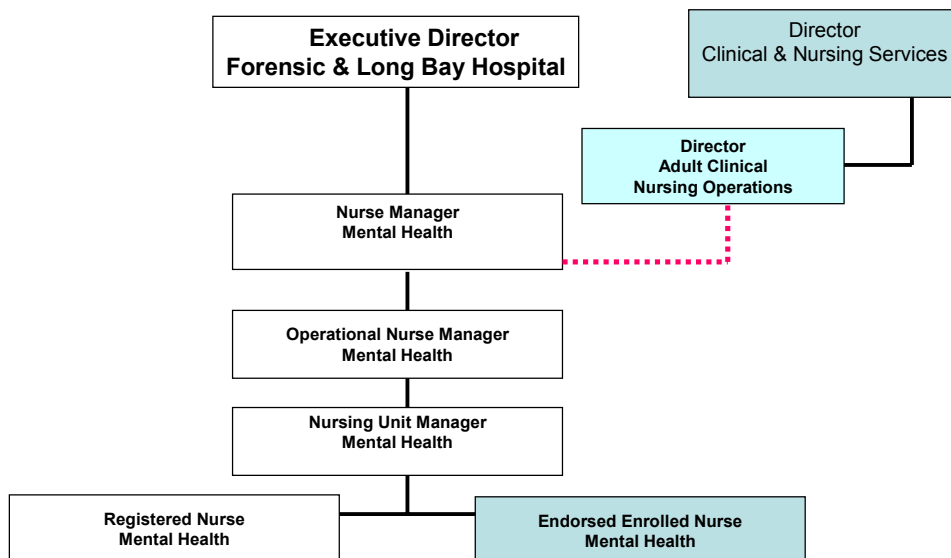 Executive Director
Forensic & Long Bay Hospital
Director
Clinical & Nursing Services
Director
Adult Clinical
Nursing Operations
Nurse Manager
Mental Health
Operational Nurse Manager
Mental Health
Nursing Unit Manager
Mental Health
Registered Nurse
Mental Health
Endorsed Enrolled Nurse
Mental Health